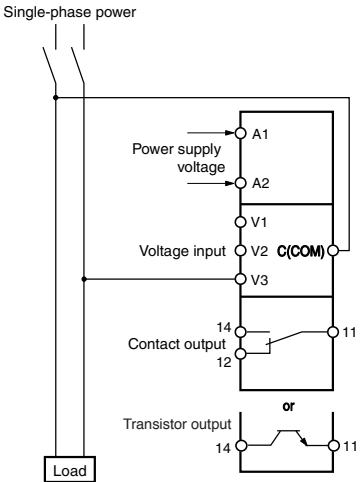 Single-phase power
A1
Power supply
voltage
A2
V1
Voltage input
V2
C(COM)
V3
14
11
Contact output
12
or
Transistor output
14
11
Load